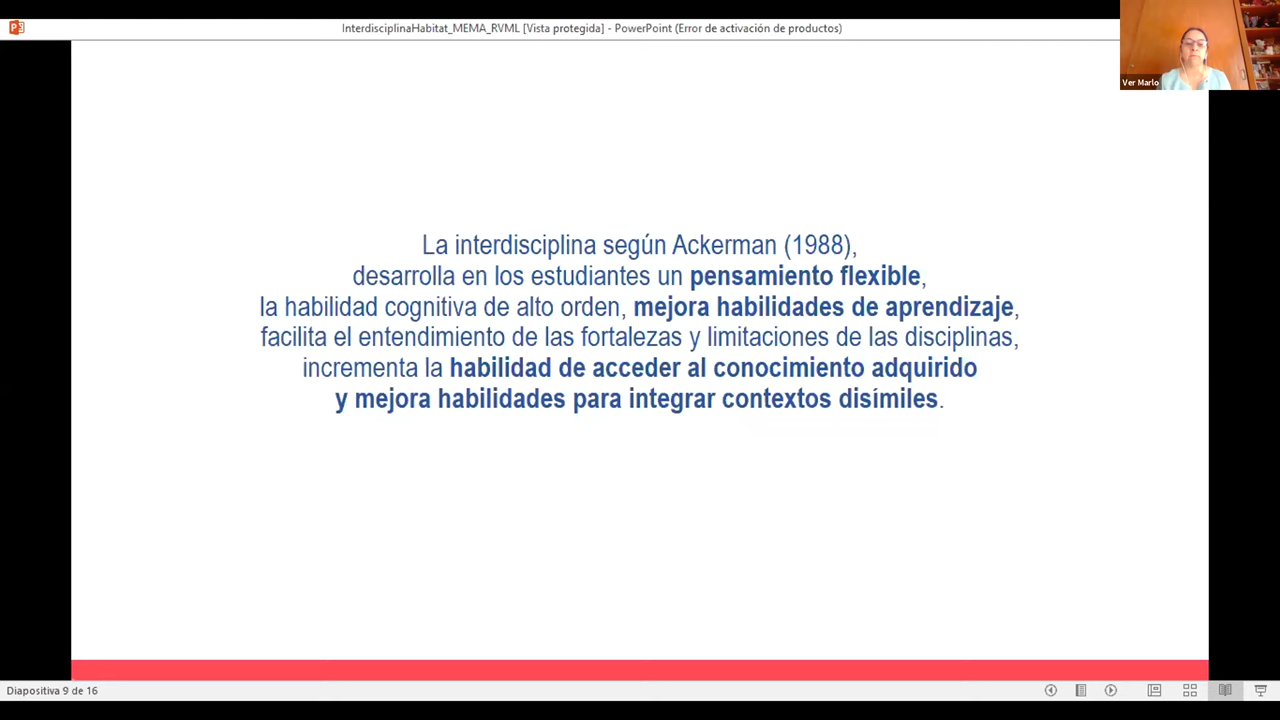 InterdisciplinaHabitat_MEMA_RVML [Vista protegida] - PowerPoint (Error de activación de productos)
Ver Marlo
La interdisciplina según Ackerman (1988),
desarrolla en los estudiantes un pensamiento flexible,
la habilidad cognitiva de alto orden, mejora habilidades de aprendizaje,
facilita el entendimiento de las fortalezas y limitaciones de las disciplinas,
incrementa la habilidad de acceder al conocimiento adquirido
y mejora habilidades para integrar contextos disímiles.
Diapositiva 9 de 16